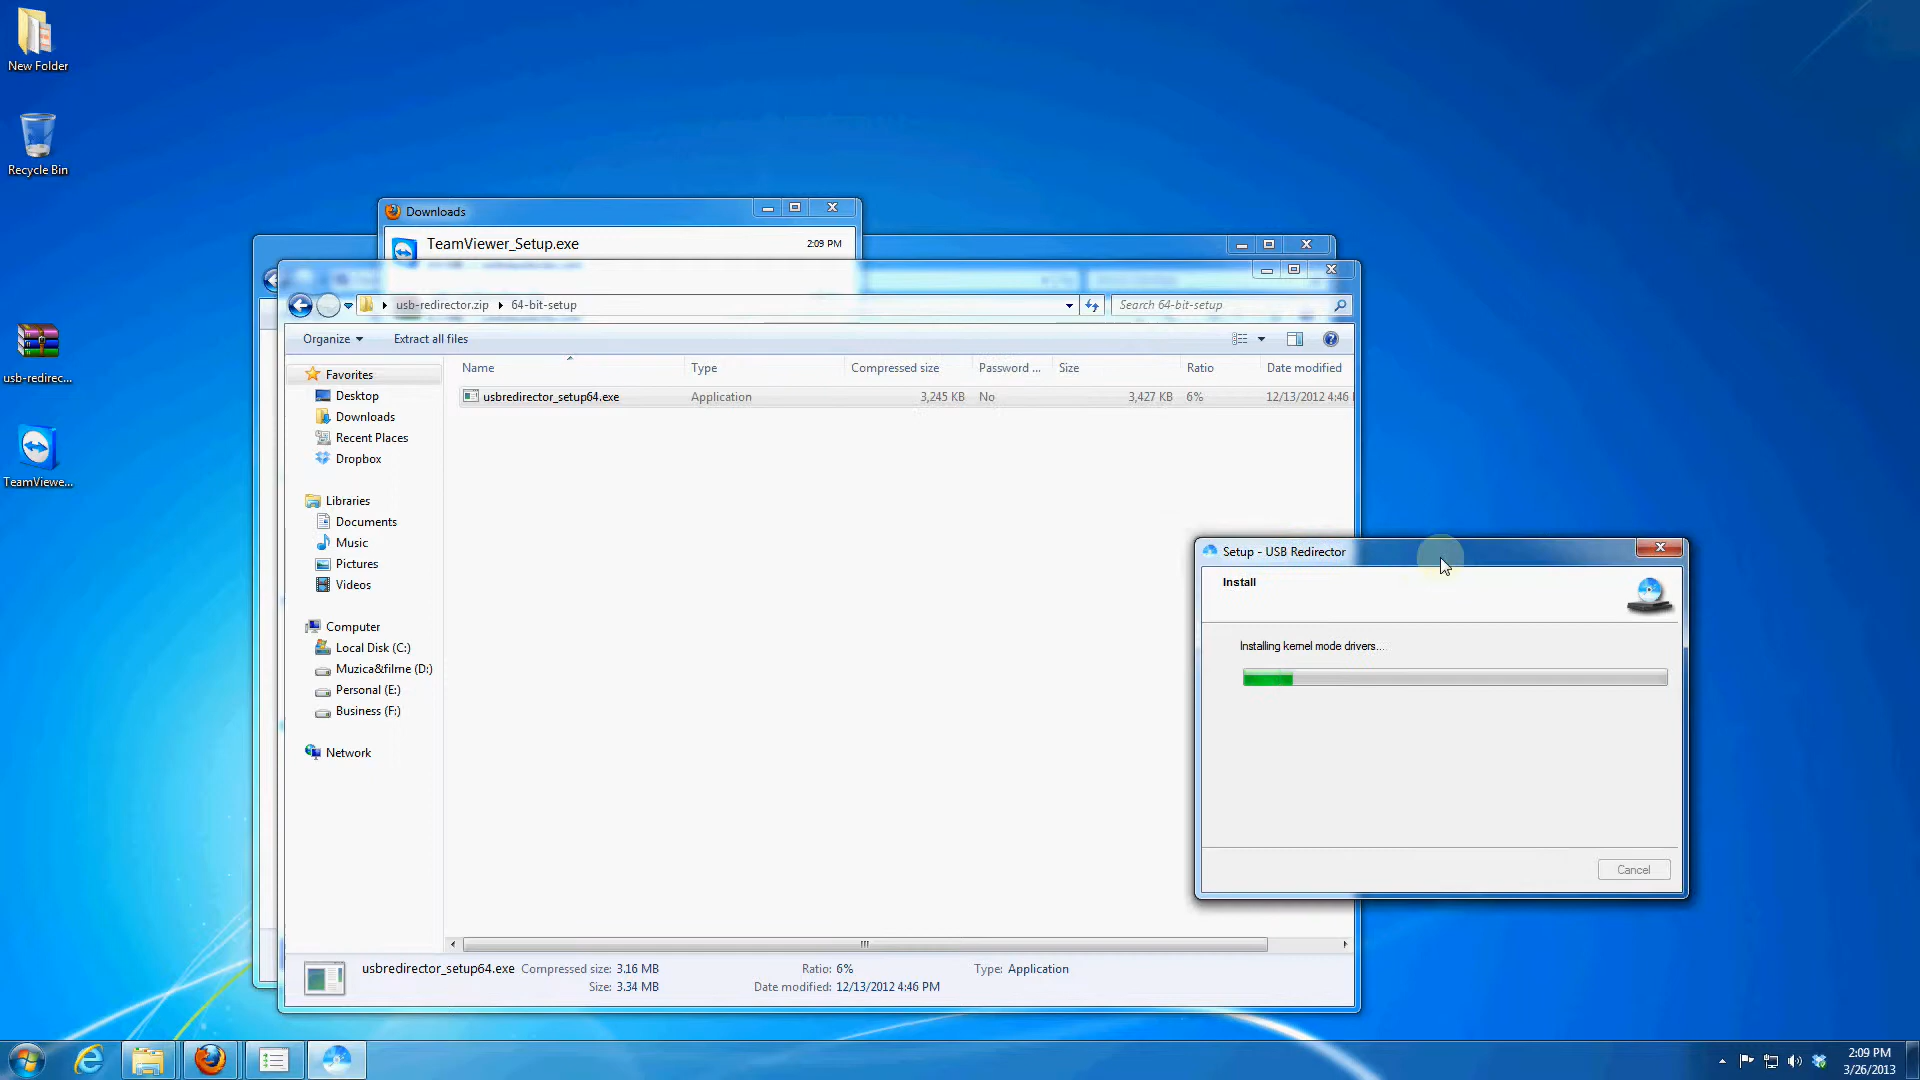 New Folder
Recycle Bin
usb-redirec...
TeamViewe...
Downloads
TeamViewer_Setup.exe 2:09 PM
usb-redirector.zip 64-bit-setup Search 64-bit-setup
Organize Extract all files
Name Type Compressed size Password ... Size Ratio Date modified
usbredirector_setup64.exe Application 3,245 KB No 3,427 KB 6% 12/13/2012 4:46
Favorites
Desktop
Downloads
Recent Places
Dropbox
Libraries
Documents
Music
Pictures
Videos
Computer
Local Disk (C:)
Muzica&filme (D:)
Personal (E:)
Business (F:)
Network
Setup - USB Redirector
Install
Installing kernel mode drivers...
Cancel
usbredirector_setup64.exe Compressed size: 3.16 MB Ratio: 6% Type: Application
Size: 3.34 MB Date modified: 12/13/2012 4:46 PM
2:09 PM
3/26/2013